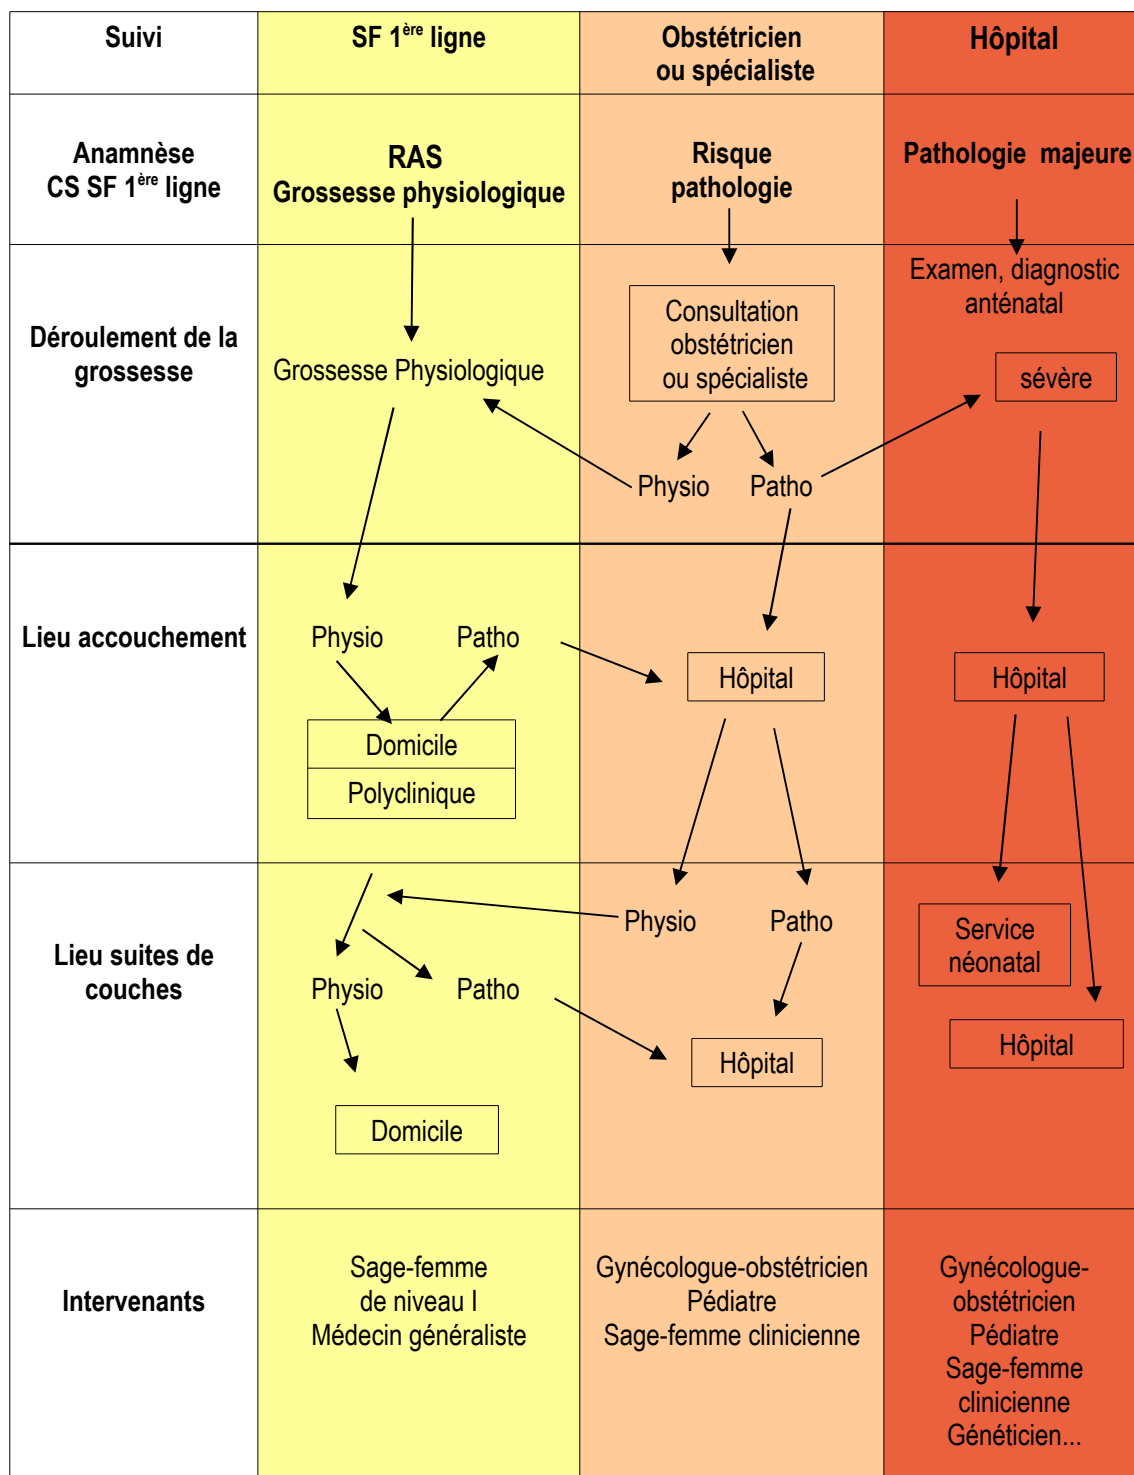 Suivi
SF 1ère ligne
Obstétricien
ou spécialiste
Hôpital
Anamnèse
CS SF 1ère ligne
RAS
Grossesse physiologique
Risque
pathologie
Pathologie majeure
Déroulement de la
grossesse
Grossesse Physiologique
Consultation
obstétricien
ou spécialiste
Physio
Patho
Examen, diagnostic
anténatal
sévère
Lieu accouchement
Physio
Patho
Domicile
Polyclinique
Hôpital
Hôpital
Lieu suites de
couches
Physio
Patho
Domicile
Physio
Patho
Hôpital
Service
néonatal
Hôpital
Intervenants
Sage-femme
de niveau I
Médecin généraliste
Gynécologue-obstétricien
Pédiatre
Sage-femme clinicienne
Gynécologue-
obstétricien
Pédiatre
Sage-femme
clinicienne
Généticien...